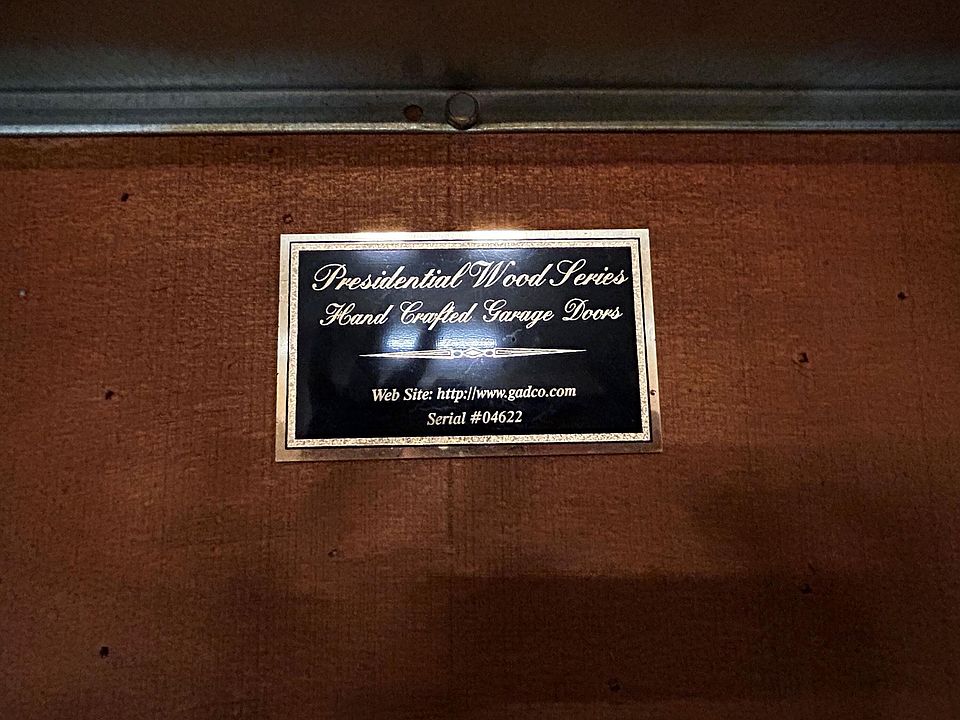 Presidential Wood Series
Hand Crafted Garage Doors
Web Site: http://www.gadco.com
Serial #04622